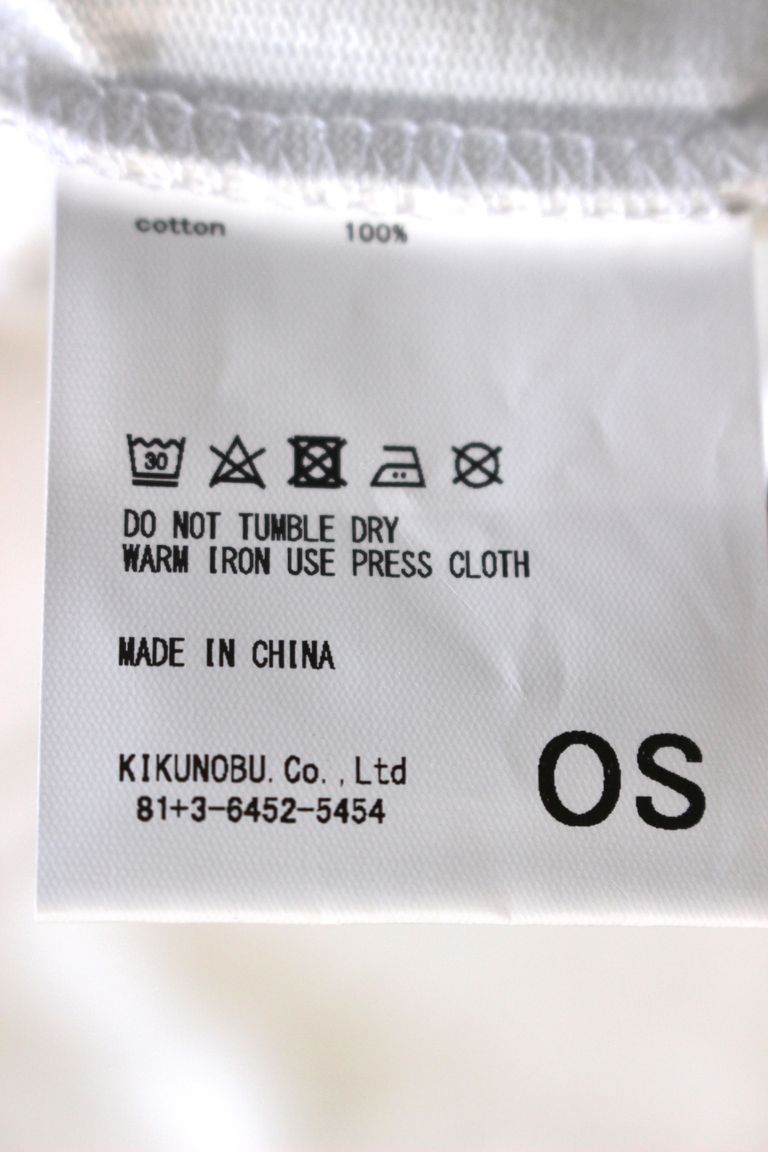 cotton 100%
30
DO NOT TUMBLE DRY
WARM IRON USE PRESS CLOTH
MADE IN CHINA
KIKUNOBU.Co.,Ltd
81+3-6452-5454
OS